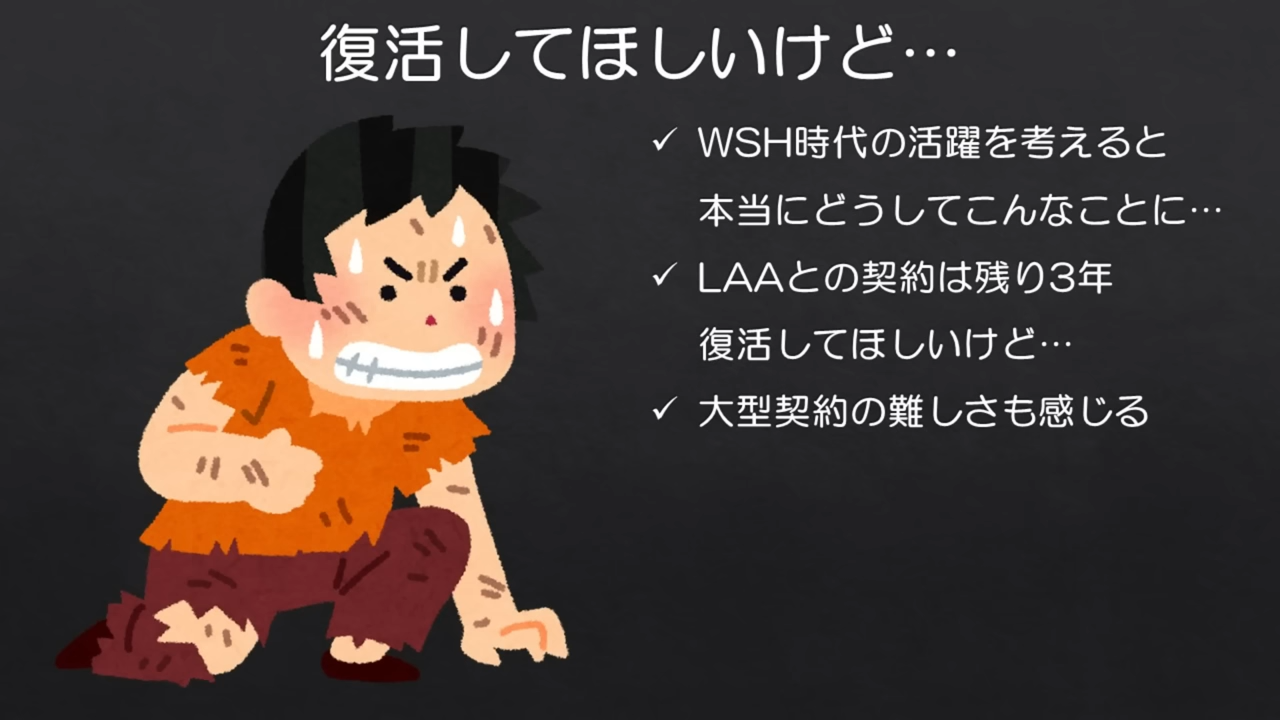 復活してほしいけど…
✓ WSH時代の活躍を考えると
本当にどうしてこんなことに…
✓ LAAとの契約は残り3年
復活してほしいけど…
✓ 大型契約の難しさも感じる